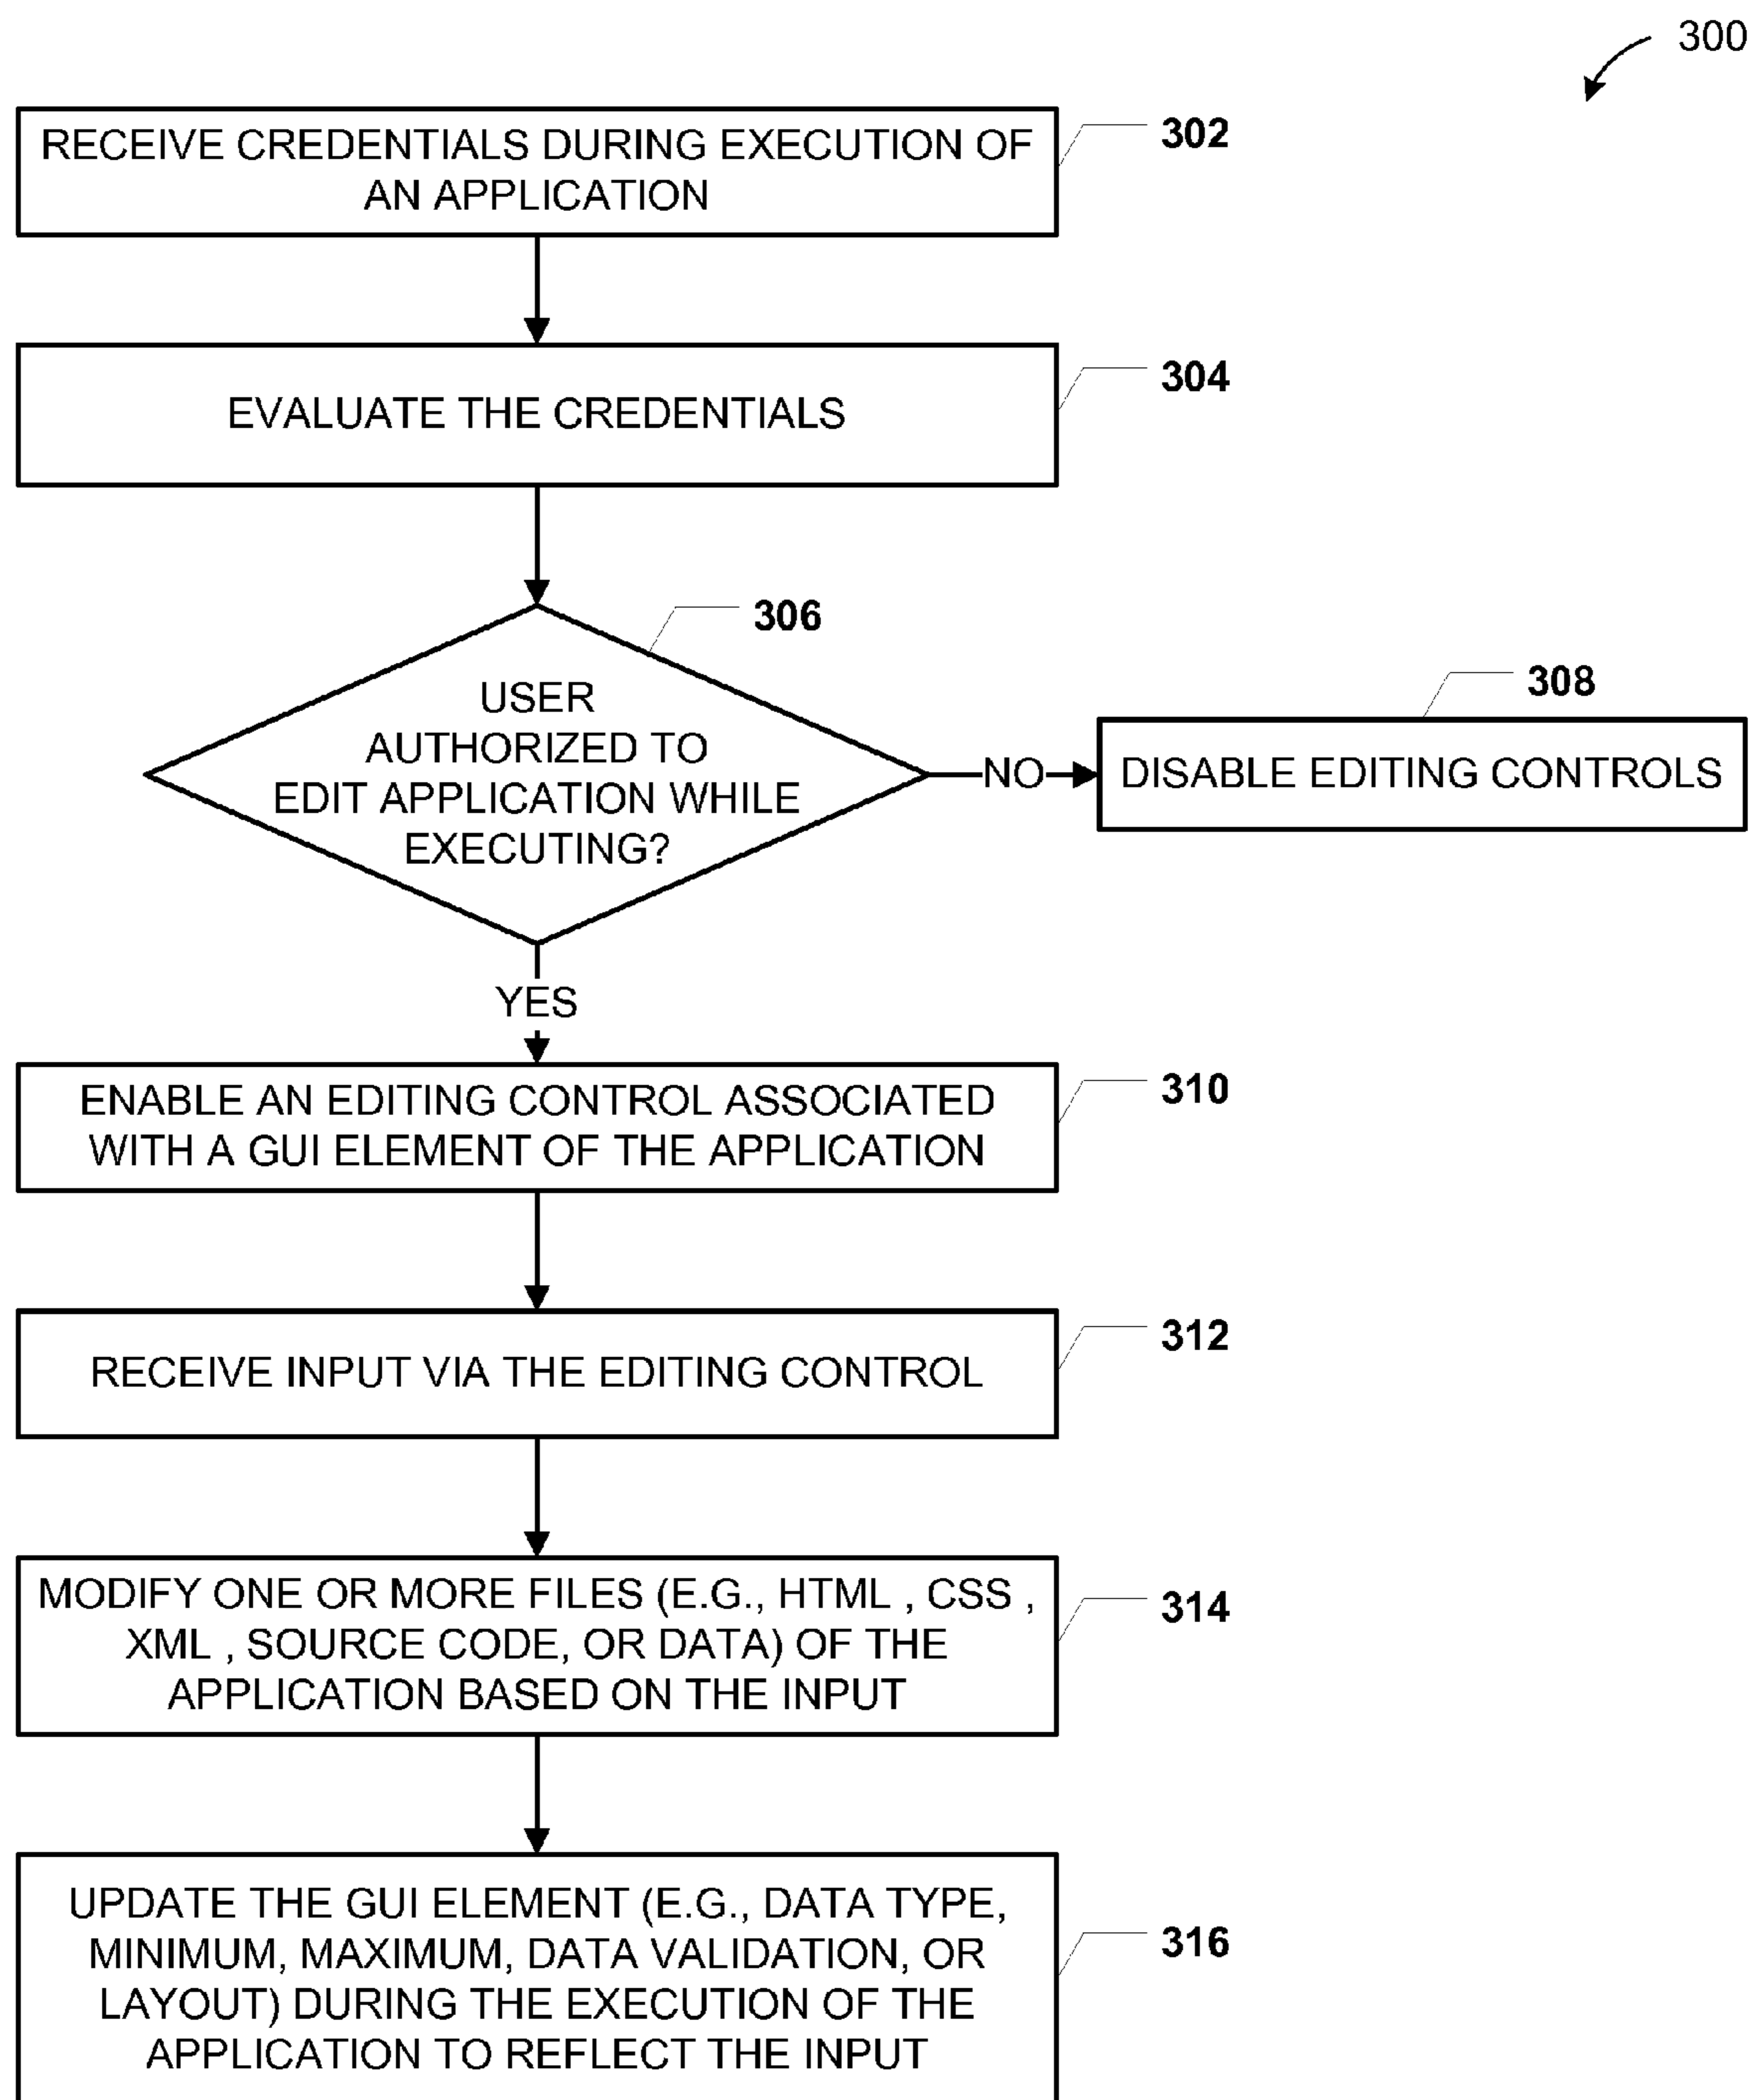 300
RECEIVE CREDENTIALS DURING EXECUTION OF
AN APPLICATION
302
EVALUATE THE CREDENTIALS
304
306
USER
AUTHORIZED TO
EDIT APPLICATION WHILE
EXECUTING?
NO
308
DISABLE EDITING CONTROLS
YES
ENABLE AN EDITING CONTROL ASSOCIATED
WITH A GUI ELEMENT OF THE APPLICATION
310
RECEIVE INPUT VIA THE EDITING CONTROL
312
MODIFY ONE OR MORE FILES (E.G., HTML , CSS ,
XML , SOURCE CODE, OR DATA) OF THE
APPLICATION BASED ON THE INPUT
314
UPDATE THE GUI ELEMENT (E.G., DATA TYPE,
MINIMUM, MAXIMUM, DATA VALIDATION, OR
LAYOUT) DURING THE EXECUTION OF THE
APPLICATION TO REFLECT THE INPUT
316